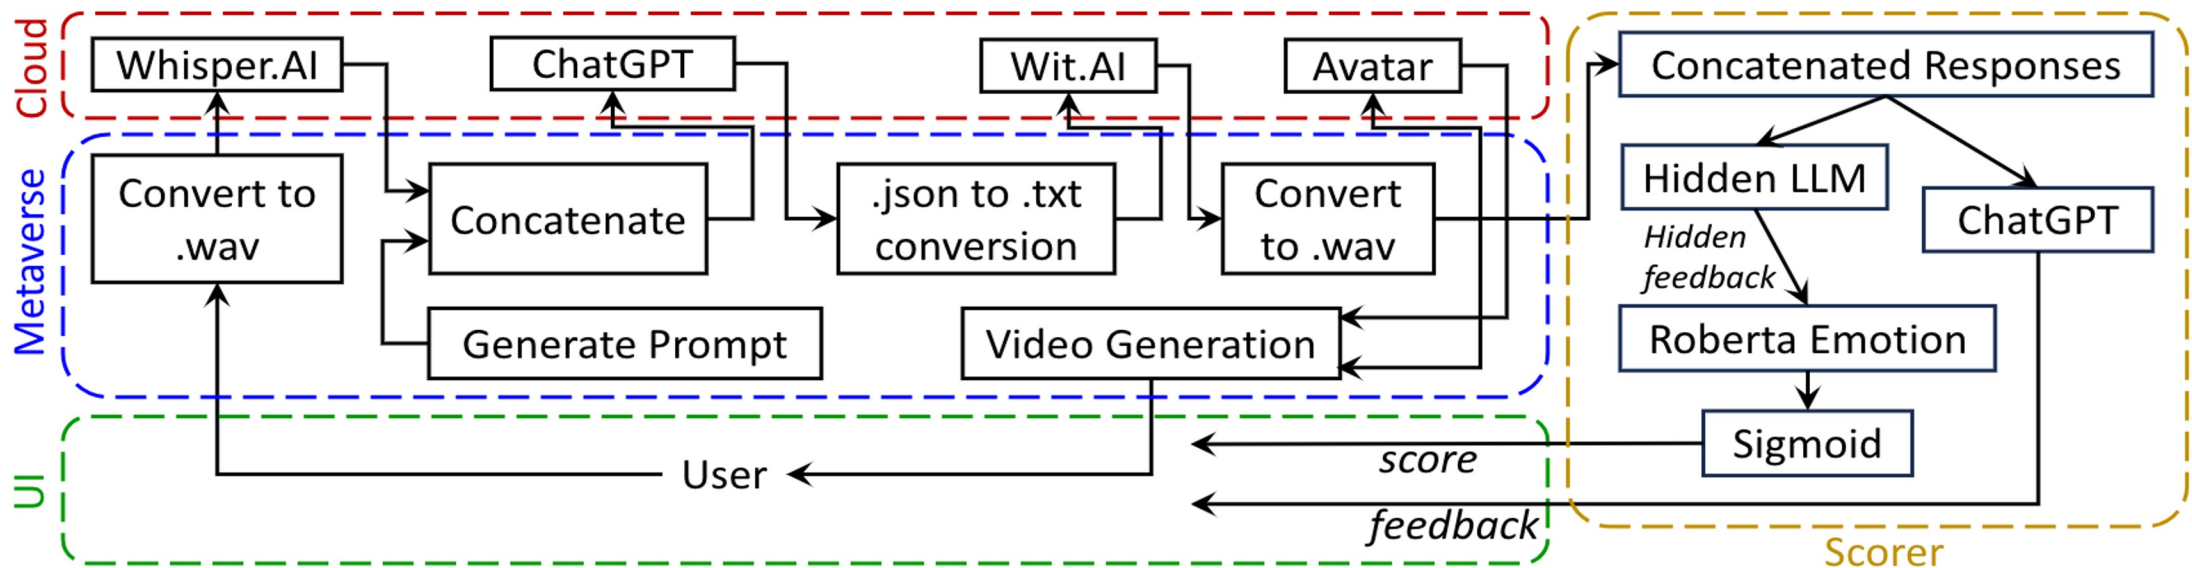 Cloud
Whisper.AI
ChatGPT
Wit.AI
Avatar
Concatenated Responses
Metaverse
Convert to
.wav
Concatenate
.json to .txt
conversion
Convert
to .wav
Hidden LLM
ChatGPT
Hidden
feedback
Generate Prompt
Video Generation
Roberta Emotion
UI
User
score
Sigmoid
feedback
Scorer